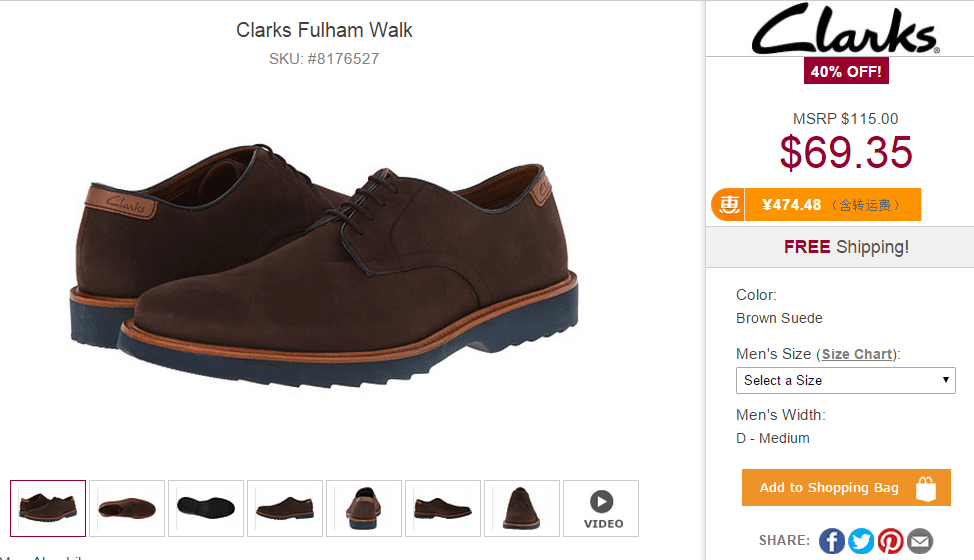 Clarks Fulham Walk
SKU: #8176527
Clarks
VIDEO
Clarks
40% OFF!
MSRP $115.00
$69.35
惠 ¥474.48 （含转运费）
FREE Shipping!
Color:
Brown Suede
Men's Size (Size Chart):
Select a Size
Men's Width:
D - Medium
Add to Shopping Bag
SHARE: